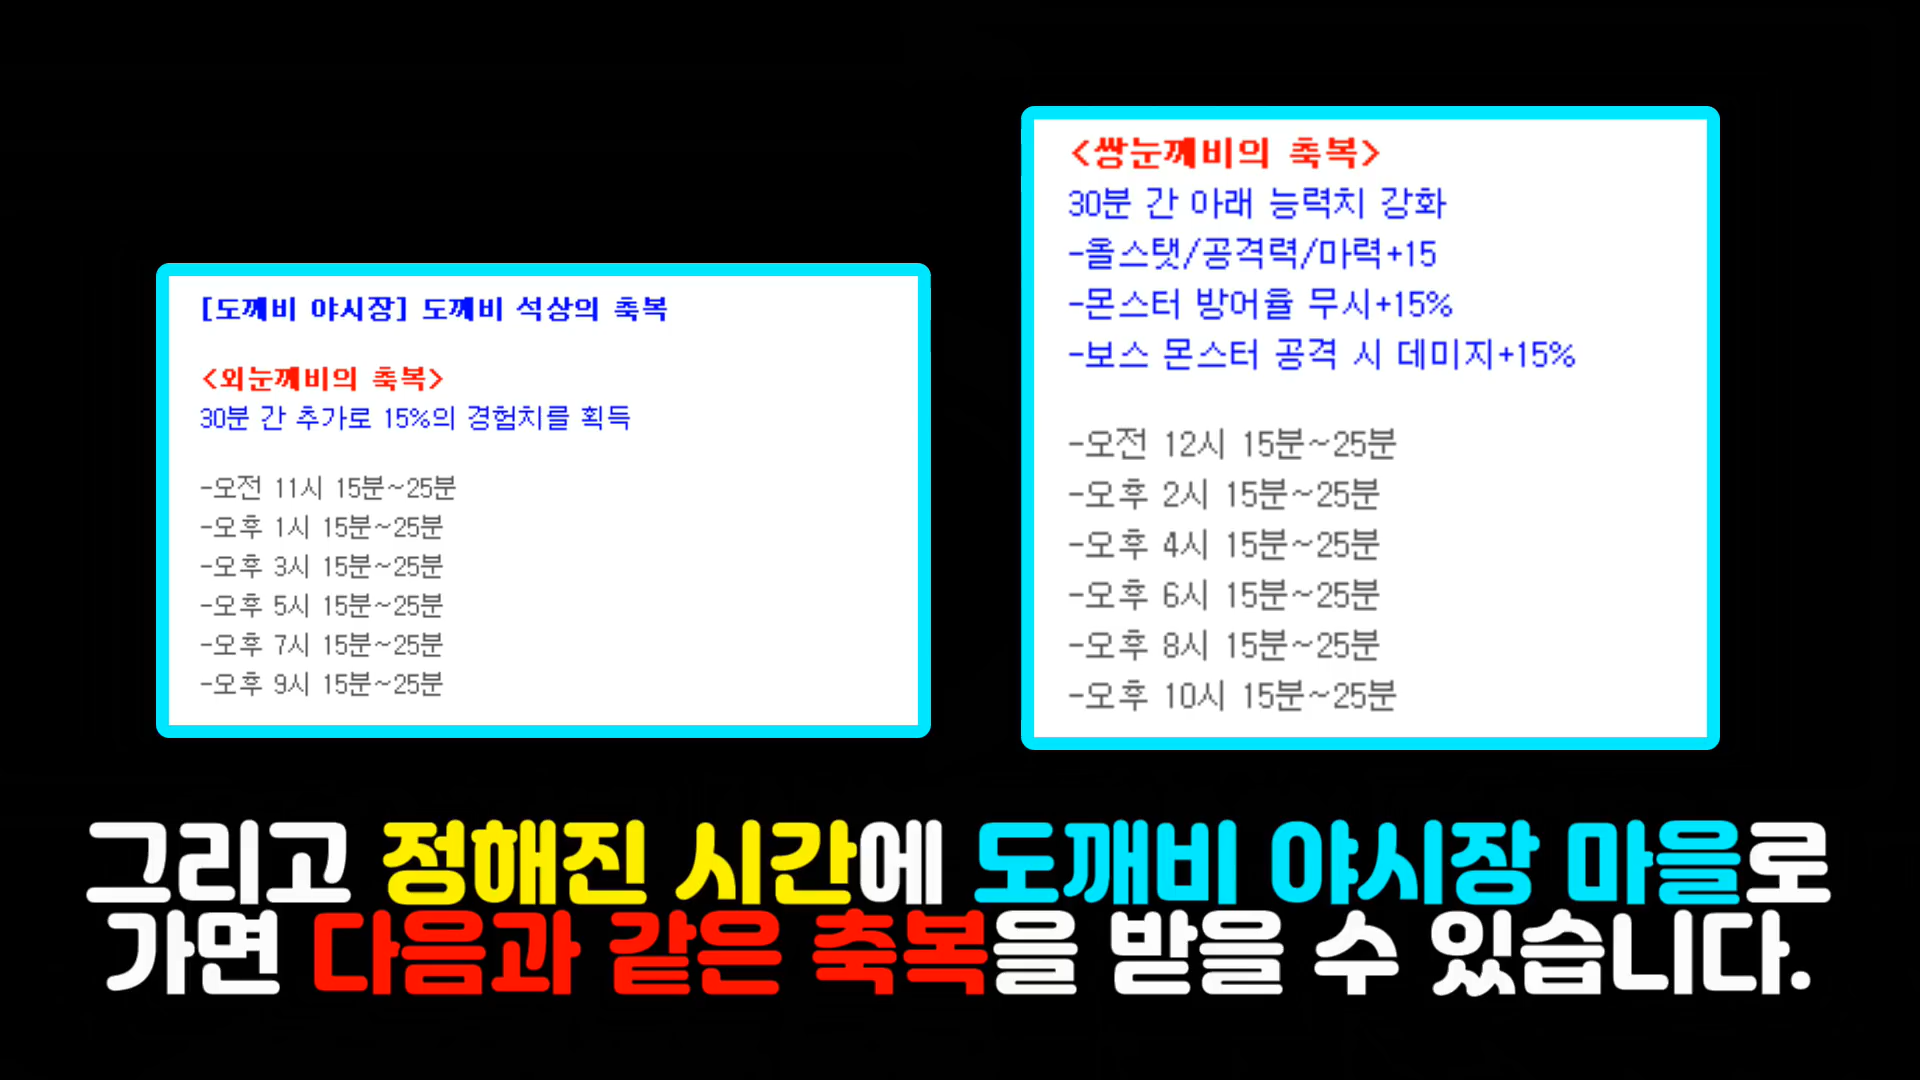 [도깨비 야시장] 도깨비 석상의 축복
<외눈깨비의 축복>
30분 간 추가로 15%의 경험치를 획득
-오전 11시 15분~25분
-오후 1시 15분~25분
-오후 3시 15분~25분
-오후 5시 15분~25분
-오후 7시 15분~25분
-오후 9시 15분~25분
<쌍눈깨비의 축복>
30분 간 아래 능력치 강화
-올스탯/공격력/마력+15
-몬스터 방어율 무시+15%
-보스 몬스터 공격 시 데미지+15%
-오전 12시 15분~25분
-오후 2시 15분~25분
-오후 4시 15분~25분
-오후 6시 15분~25분
-오후 8시 15분~25분
-오후 10시 15분~25분
그리고 정해진 시간에 도깨비 야시장 마을로
가면 다음과 같은 축복을 받을 수 있습니다.